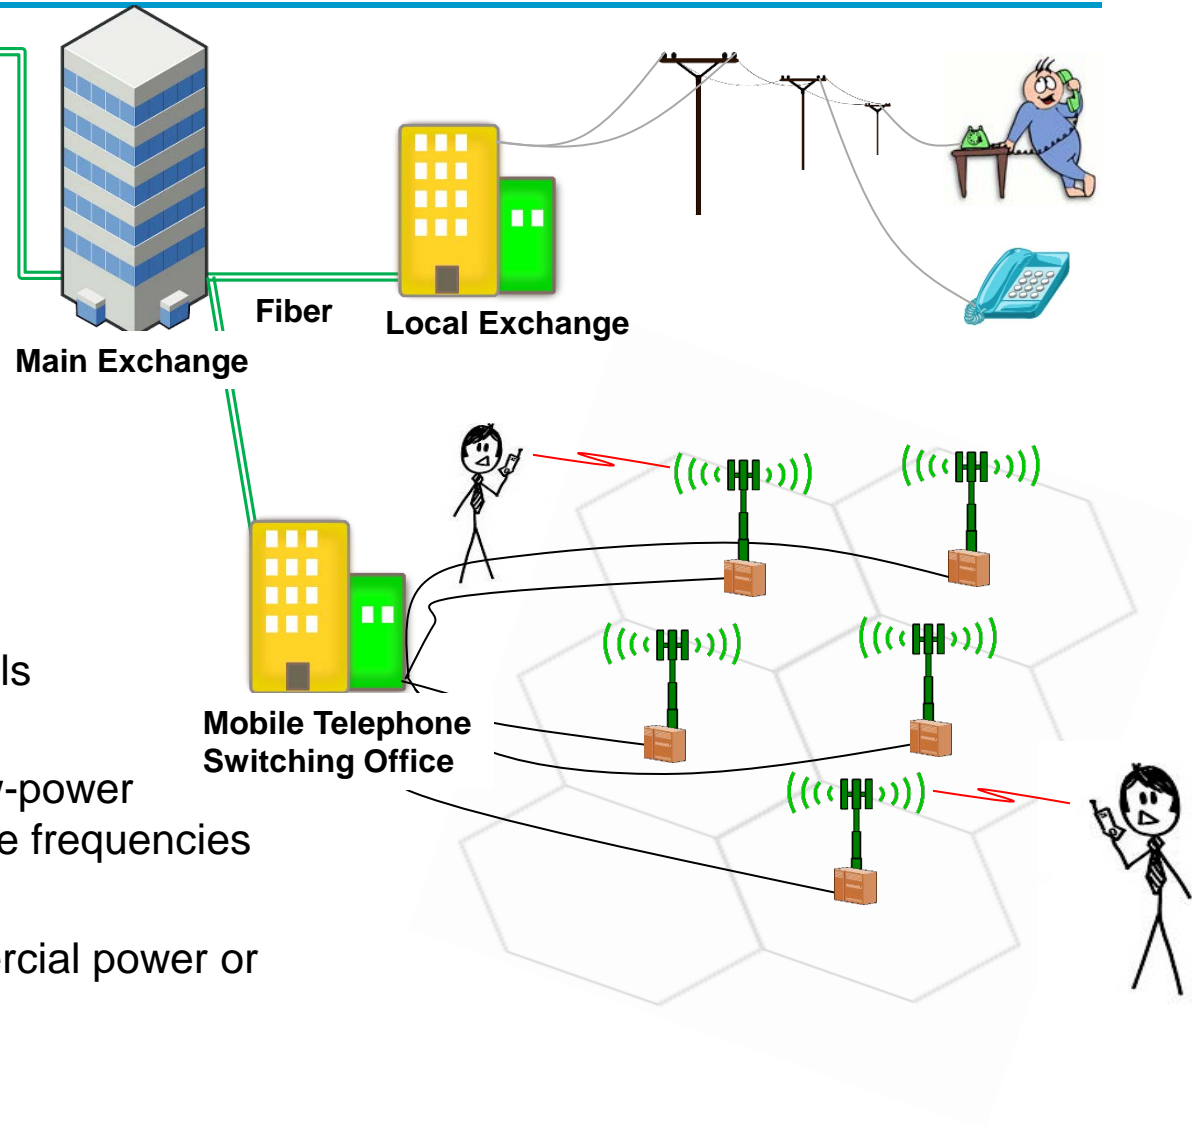 Fiber
Local Exchange
Main Exchange
Mobile Telephone
Switching Office
ls
-power
e frequencies
rcial power or